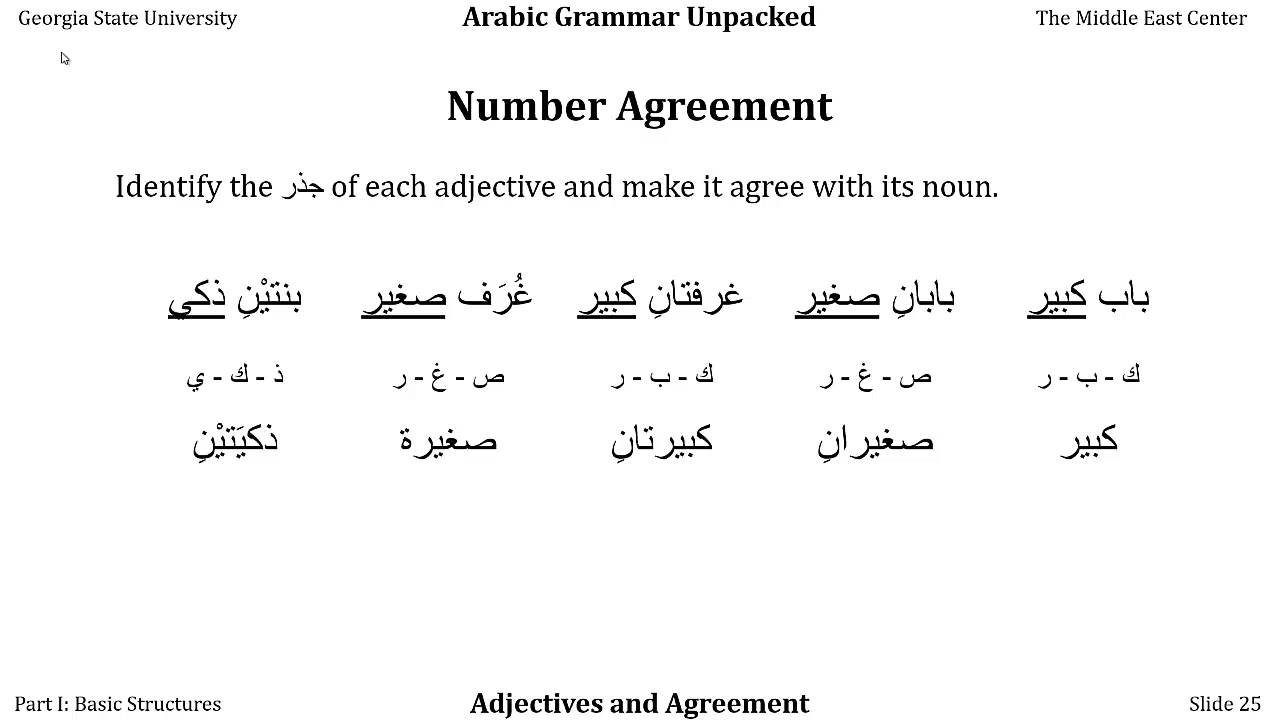 Georgia State University Arabic Grammar Unpacked The Middle East Center
Number Agreement
Identify the جذر of each adjective and make it agree with its noun.
باب كبير بابانِ صغير غرفتانِ كبير غُرَف صغير بنتيْنِ ذكي
ك - ب - ر ص - غ - ر ك - ب - ر ص - غ - ر ذ - ك - ي
كبير صغيرانِ كبيرتانِ صغيرة ذكيَتيْنِ
Part I: Basic Structures Adjectives and Agreement Slide 25